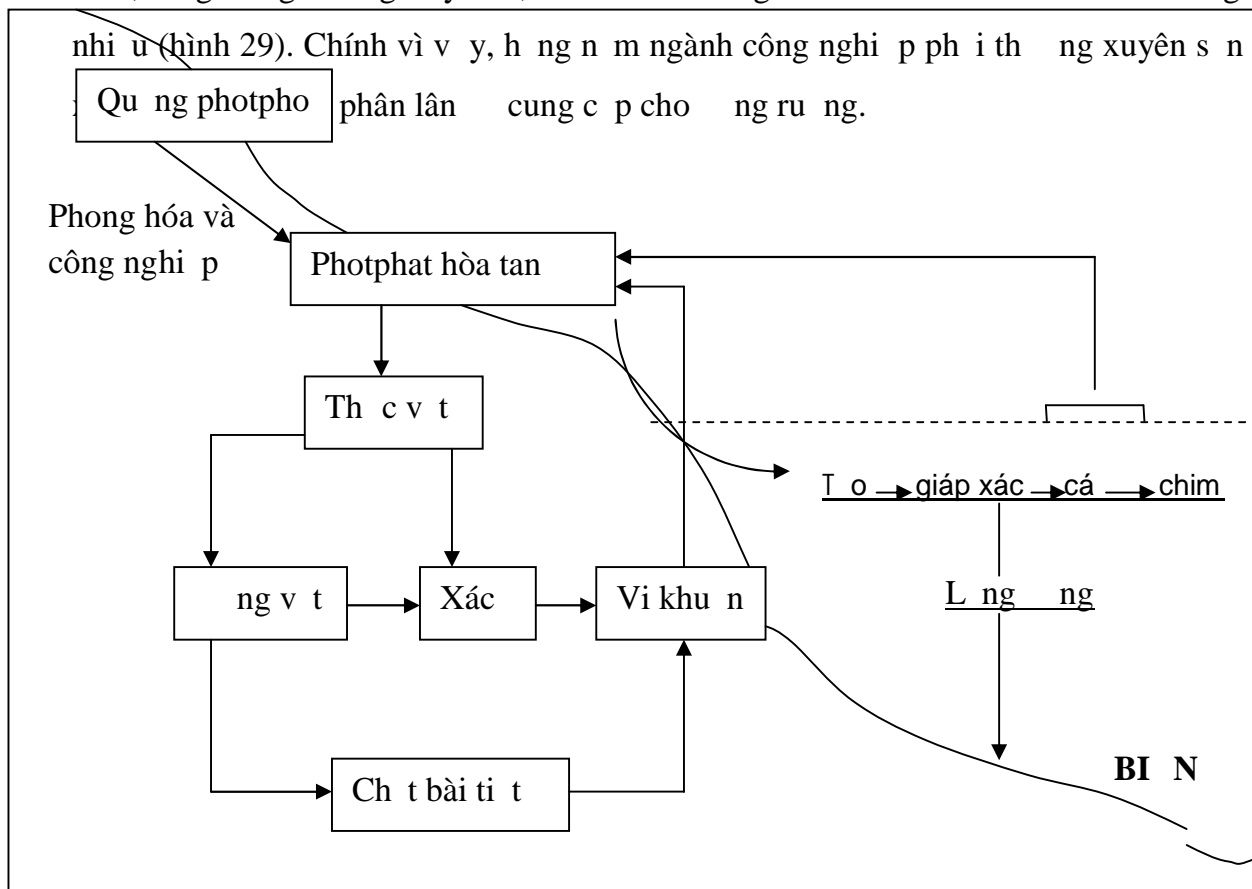 nhi u (hình 29). Chính vì v y, h ng n m ngành công nghi p ph i th ng xuyên s n
phân lân cung c p cho ng ru ng.
Qu ng photpho
Phong hóa và
công nghi p
Photphat hòa tan
Th c v t
T o giáp xác cá chim
ng v t
Xác
Vi khu n
L ng ng
Ch t bài ti t
BI N